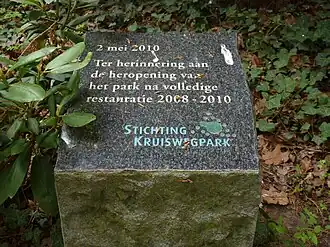 2 mei 2010
Ter herinnering aan
de heropening van
het park na volledige
restauratie 2008 - 2010
STICHTING
KRUISWEGPARK